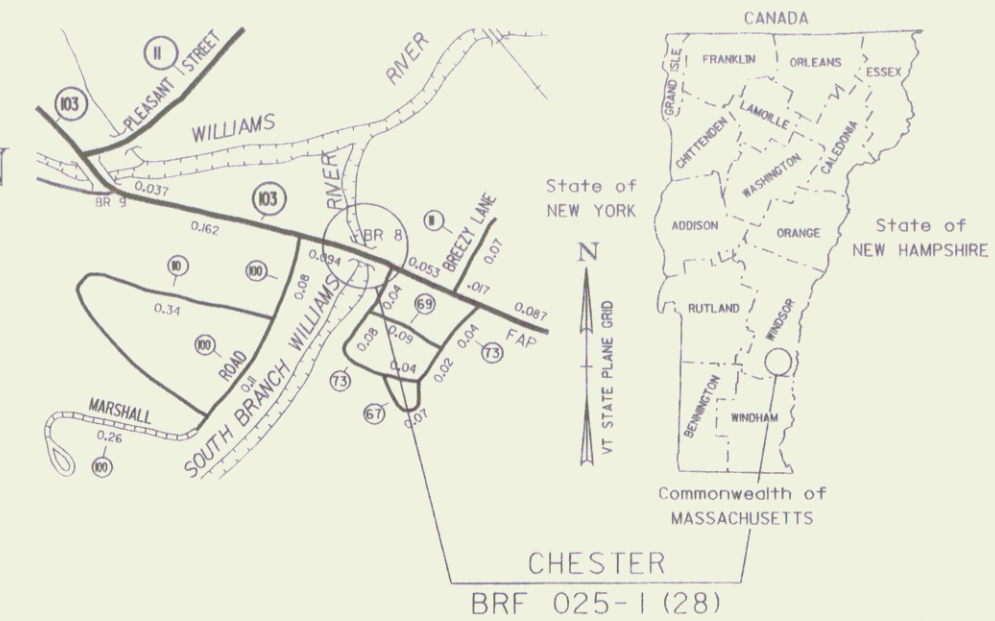 CANADA
GRAND ISLE
FRANKLIN
ORLEANS
ESSEX
LAMOILLE
CHITTENDEN
CALEDONIA
WASHINGTON
ADDISON
ORANGE
RUTLAND
WINDSOR
BENNINGTON
WINDHAM
State of
NEW YORK
State of
NEW HAMPSHIRE
Commonwealth of
MASSACHUSETTS
N
VT STATE PLANE GRID
11
PLEASANT STREET
103
WILLIAMS
RIVER
RIVER
0.037
BR 9
103
0.162
BR 8
0.094
0.053
11
BREEZY LANE
0.07
.017
0.087
FAP
110
0.34
100
0.08
100
ROAD
0.11
MARSHALL
0.26
100
SOUTH BRANCH WILLIAMS
0.04
69
0.09
0.08
0.04
73
0.04
0.02
73
67
0.07
CHESTER
BRF 025-1 (28)